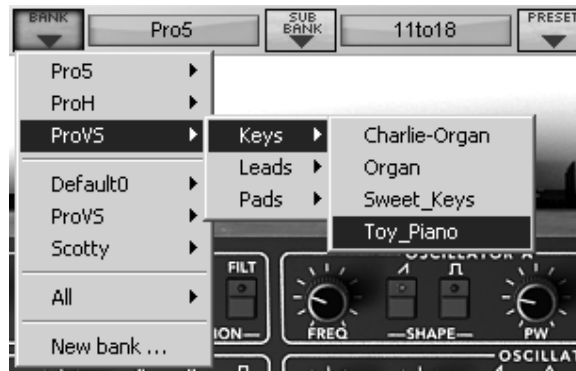 BANK Pro5 SUB BANK 11to18 PRESET
Pro5
ProH
ProVS Keys Charlie-Organ
Leads Organ
Default0 Pads Sweet_Keys
ProVS Toy_Piano
Scotty
All FILT
New bank ... FREQ SHAPE PW